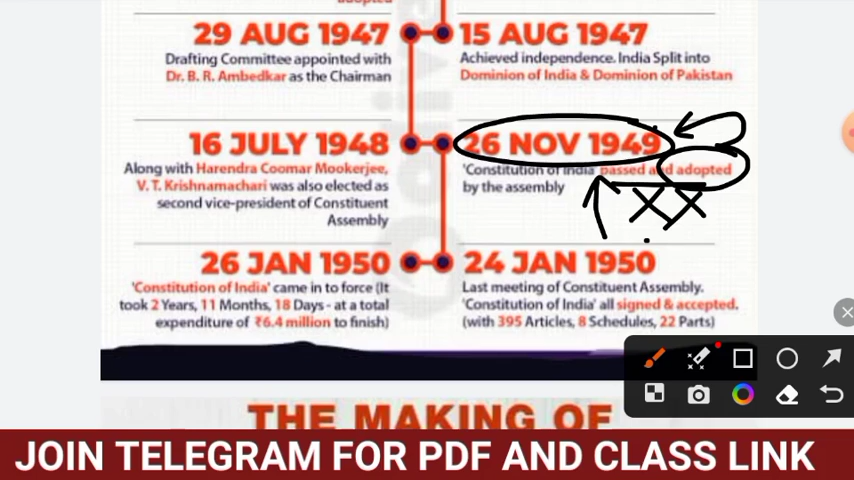 adopted
29 AUG 1947
Drafting Committee appointed with
Dr. B. R. Ambedkar as the Chairman
15 AUG 1947
Achieved independence. India Split into
Dominion of India & Dominion of Pakistan
16 JULY 1948
Along with Harendra Coomar Mookerjee,
V. T. Krishnamachari was also elected as
second vice-president of Constituent
Assembly
26 NOV 1949
'Constitution of India passed and adopted
by the assembly
26 JAN 1950
'Constitution of India' came in to force (It
took 2 Years, 11 Months, 18 Days - at a total
expenditure of ₹6.4 million to finish)
24 JAN 1950
Last meeting of Constituent Assembly.
'Constitution of India' all signed & accepted.
(with 395 Articles, 8 Schedules, 22 Parts)
THE MAKING OF
JOIN TELEGRAM FOR PDF AND CLASS LINK